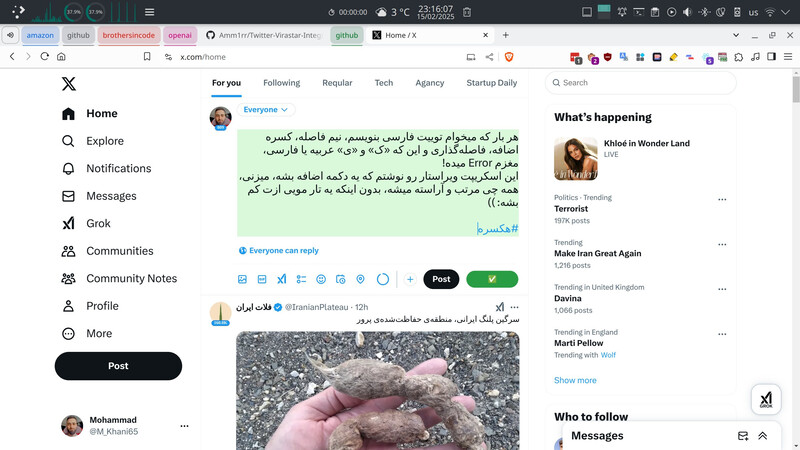 00:00:00
3 °C
23:16:07
15/02/2025
us
37.9%
37.9%
amazon
github
brothersincode
openai
Amm1rr/Twitter-Virastar-Integ
github
Home / X
x.com/home
For you
Following
Reqular
Tech
Agancy
Startup Daily
Home
Explore
Notifications
Messages
Grok
Communities
Community Notes
Profile
More
Post
Mohammad
@M_Khani65
Everyone
هر بار که میخوام توییت فارسی بنویسم، نیم فاصله، کسره
اضافه، فاصله‌گذاری و این که «ک» و «ی» عربیه یا فارسی،
مغزم Error میده!
این اسکریپت ویراستار رو نوشتم که یه دکمه اضافه بشه، میزنی،
همه چی مرتب و آراسته میشه، بدون اینکه یه تار مویی ازت کم
بشه: ))
#هکسره
Everyone can reply
Post
فلات ایران @IranianPlateau · 12h
سرگین پلنگ ایرانی، منطقه‌ی حفاظت‌شده‌ی پرور
Search
What's happening
Khloé in Wonder Land
LIVE
Politics · Trending
Terrorist
197K posts
Trending
Make Iran Great Again
1,216 posts
Trending in United Kingdom
Davina
1,066 posts
Trending in England
Marti Pellow
Trending with Wolf
Show more
GROK
Who to follow
Messages